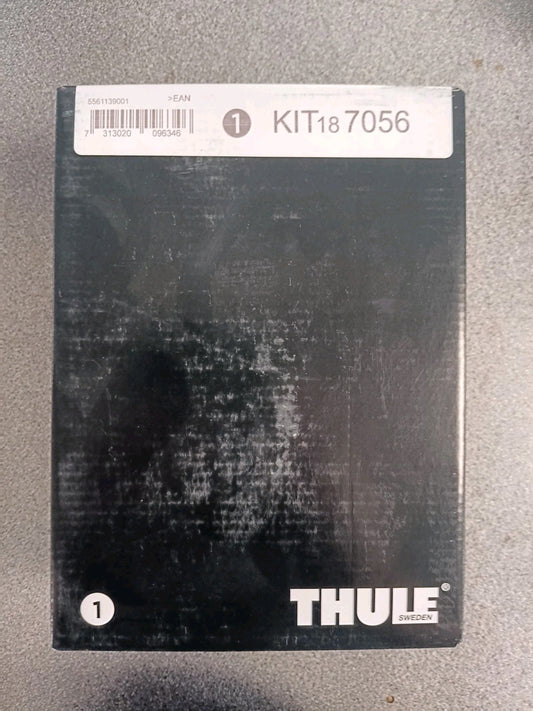 5561139001 >EAN
7 313020 096346
1 KIT18 7056
1
THULE®
SWEDEN